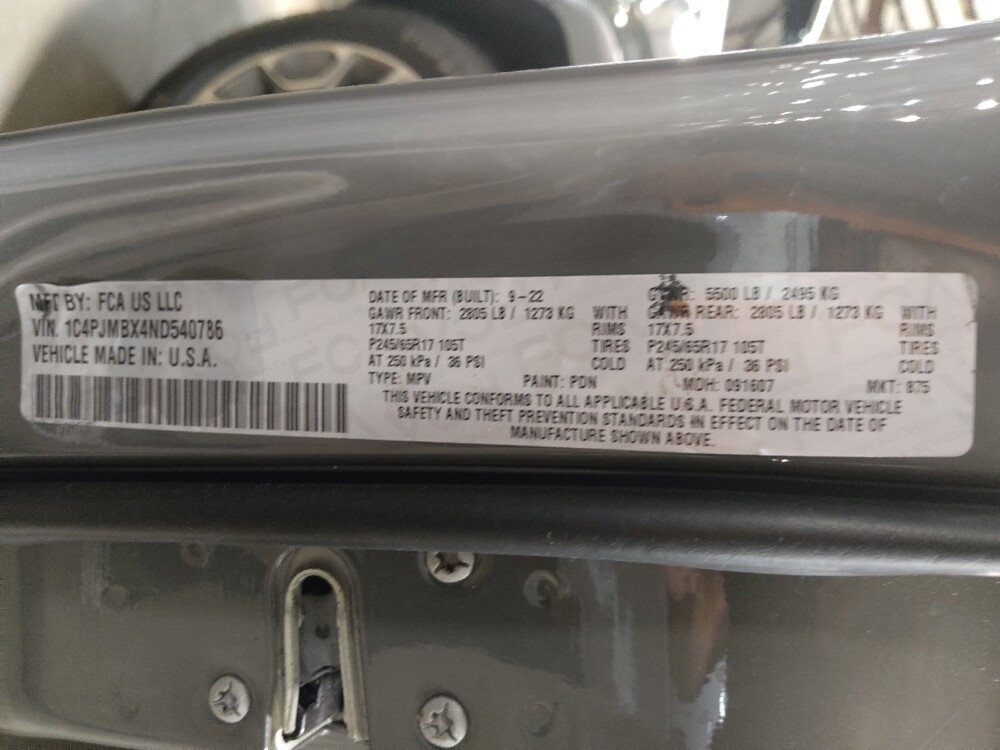 MFD BY: FCA US LLC
VIN. 1C4PJMBX4ND540786
VEHICLE MADE IN: U.S.A.
DATE OF MFR (BUILT): 9-22
GAWR FRONT: 2805 LB / 1273 KG WITH
17X7.5 RIMS
P245/65R17 105T TIRES
AT 250 kPa / 36 PSI COLD
GVWR: 5500 LB / 2495 KG
GAWR REAR: 2805 LB / 1273 KG WITH
17X7.5 RIMS
P245/65R17 105T TIRES
AT 250 kPa / 36 PSI COLD
TYPE: MPV PAINT: PDN MDH: 091607 MKT: 875
THIS VEHICLE CONFORMS TO ALL APPLICABLE U.S.A. FEDERAL MOTOR VEHICLE
SAFETY AND THEFT PREVENTION STANDARDS IN EFFECT ON THE DATE OF
MANUFACTURE SHOWN ABOVE.